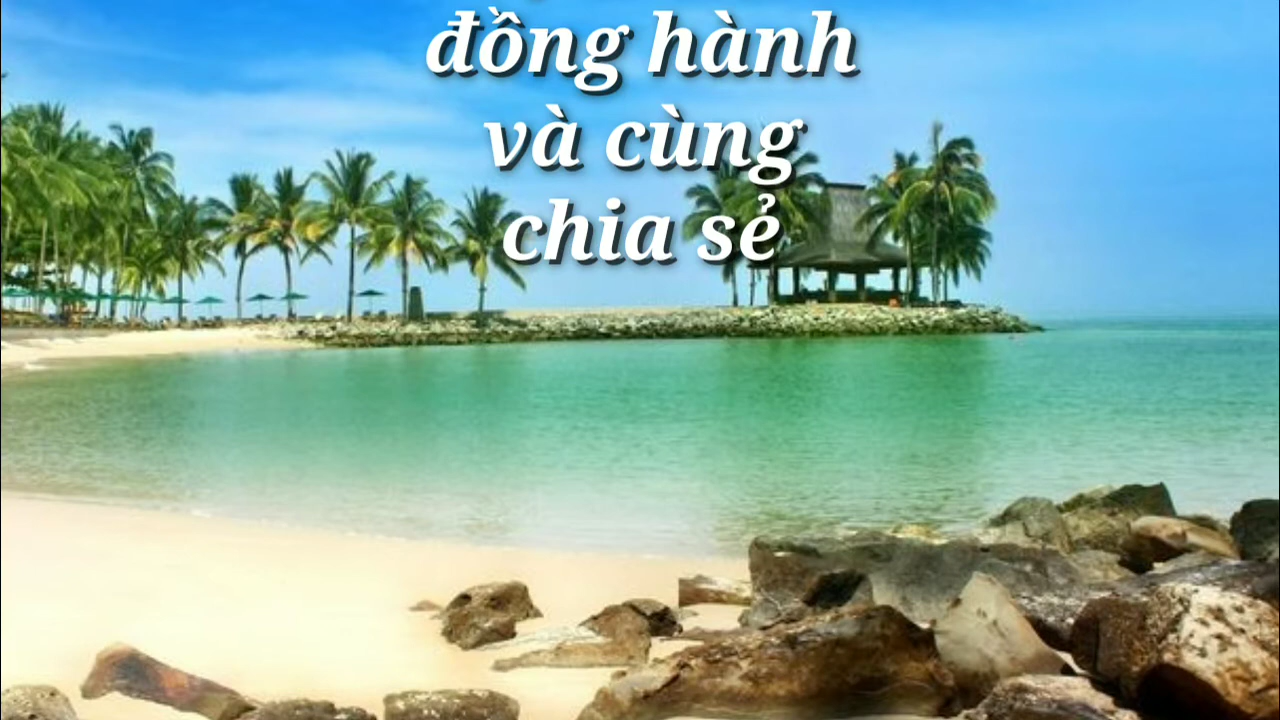 đồng hành
và cùng
chia sẻ